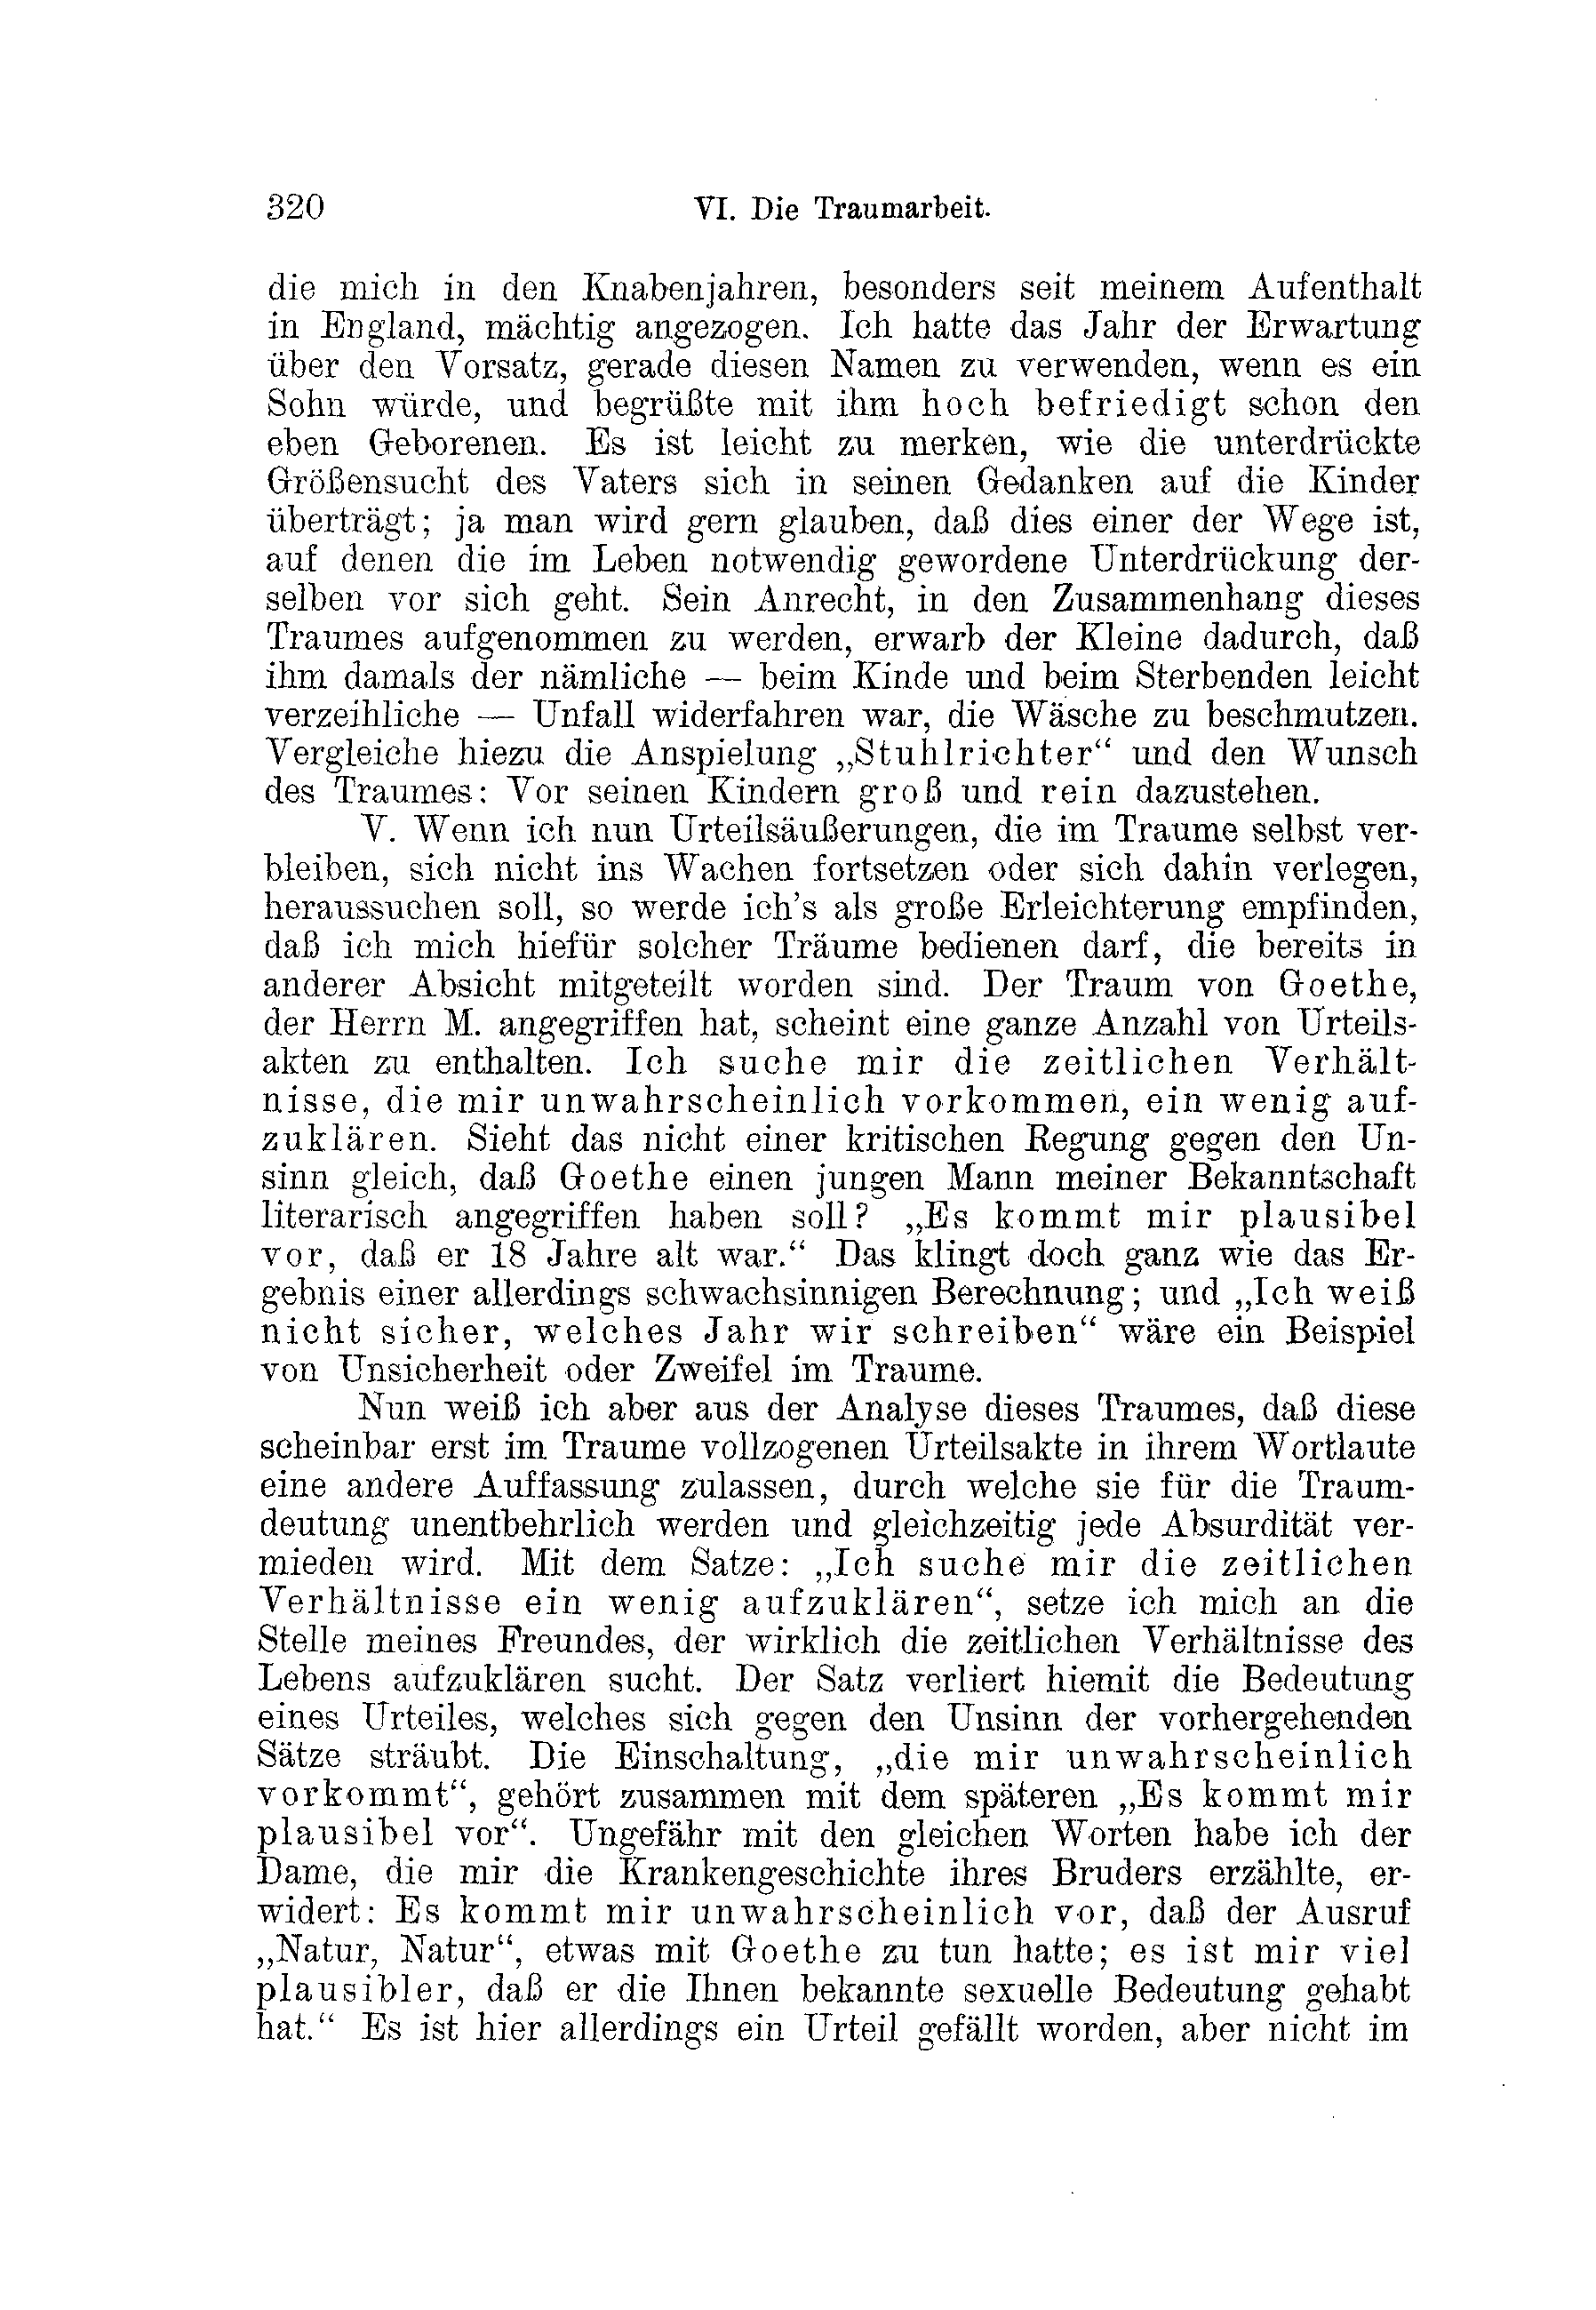 320 VI. Die Traumarbeit.
die mich in den Knabenjahren, besonders seit meinem Aufenthalt
in England, mächtig angezogen. Ich hatte das Jahr der Erwartung
über den Vorsatz, gerade diesen Namen zu verwenden, wenn es ein
Sohn würde, und begrüßte mit ihm hoch befriedigt schon den
eben Geborenen. Es ist leicht zu merken, wie die unterdrückte
Größensucht des Vaters sich in seinen Gedanken auf die Kinder
überträgt; ja man wird gern glauben, daß dies einer der Wege ist,
auf denen die im Leben notwendig gewordene Unterdrückung der-
selben vor sich geht. Sein Anrecht, in den Zusammenhang dieses
Traumes aufgenommen zu werden, erwarb der Kleine dadurch, daß
ihm damals der nämliche — beim Kinde und beim Sterbenden leicht
verzeihliche — Unfall widerfahren war, die Wäsche zu beschmutzen.
Vergleiche hiezu die Anspielung „Stuhlrichter“ und den Wunsch
des Traumes: Vor seinen Kindern groß und rein dazustehen.
V. Wenn ich nun Urteilsäußerungen, die im Traume selbst ver-
bleiben, sich nicht ins Wachen fortsetzen oder sich dahin verlegen,
heraussuchen soll, so werde ich's als große Erleichterung empfinden,
daß ich mich hiefür solcher Träume bedienen darf, die bereits in
anderer Absicht mitgeteilt worden sind. Der Traum von Goethe,
der Herrn M. angegriffen hat, scheint eine ganze Anzahl von Urteils-
akten zu enthalten. Ich suche mir die zeitlichen Verhält-
nisse, die mir unwahrscheinlich vorkommen, ein wenig auf-
zuklären. Sieht das nicht einer kritischen Regung gegen den Un-
sinn gleich, daß Goethe einen jungen Mann meiner Bekanntschaft
literarisch angegriffen haben soll? „Es kommt mir plausibel
vor, daß er 18 Jahre alt war.“ Das klingt doch ganz wie das Er-
gebnis einer allerdings schwachsinnigen Berechnung; und „Ich weiß
nicht sicher, welches Jahr wir schreiben“ wäre ein Beispiel
von Unsicherheit oder Zweifel im Traume.
Nun weiß ich aber aus der Analyse dieses Traumes, daß diese
scheinbar erst im Traume vollzogenen Urteilsakte in ihrem Wortlaute
eine andere Auffassung zulassen, durch welche sie für die Traum-
deutung unentbehrlich werden und gleichzeitig jede Absurdität ver-
mieden wird. Mit dem Satze: „Ich suche mir die zeitlichen
Verhältnisse ein wenig aufzuklären“, setze ich mich an die
Stelle meines Freundes, der wirklich die zeitlichen Verhältnisse des
Lebens aufzuklären sucht. Der Satz verliert hiemit die Bedeutung
eines Urteiles, welches sich gegen den Unsinn der vorhergehenden
Sätze sträubt. Die Einschaltung, „die mir unwahrscheinlich
vorkommt“, gehört zusammen mit dem späteren „Es kommt mir
plausibel vor“. Ungefähr mit den gleichen Worten habe ich der
Dame, die mir die Krankengeschichte ihres Bruders erzählte, er-
widert: Es kommt mir unwahrscheinlich vor, daß der Ausruf
„Natur, Natur“, etwas mit Goethe zu tun hatte; es ist mir viel
plausibler, daß er die Ihnen bekannte sexuelle Bedeutung gehabt
hat.“ Es ist hier allerdings ein Urteil gefällt worden, aber nicht im